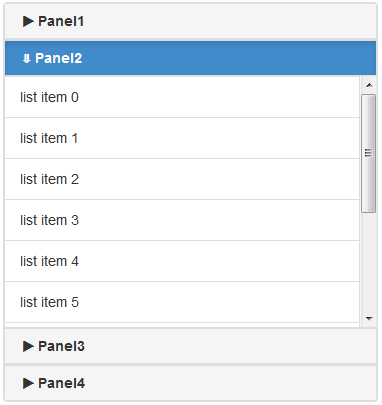 Panel1
Panel2
list item 0
list item 1
list item 2
list item 3
list item 4
list item 5
Panel3
Panel4